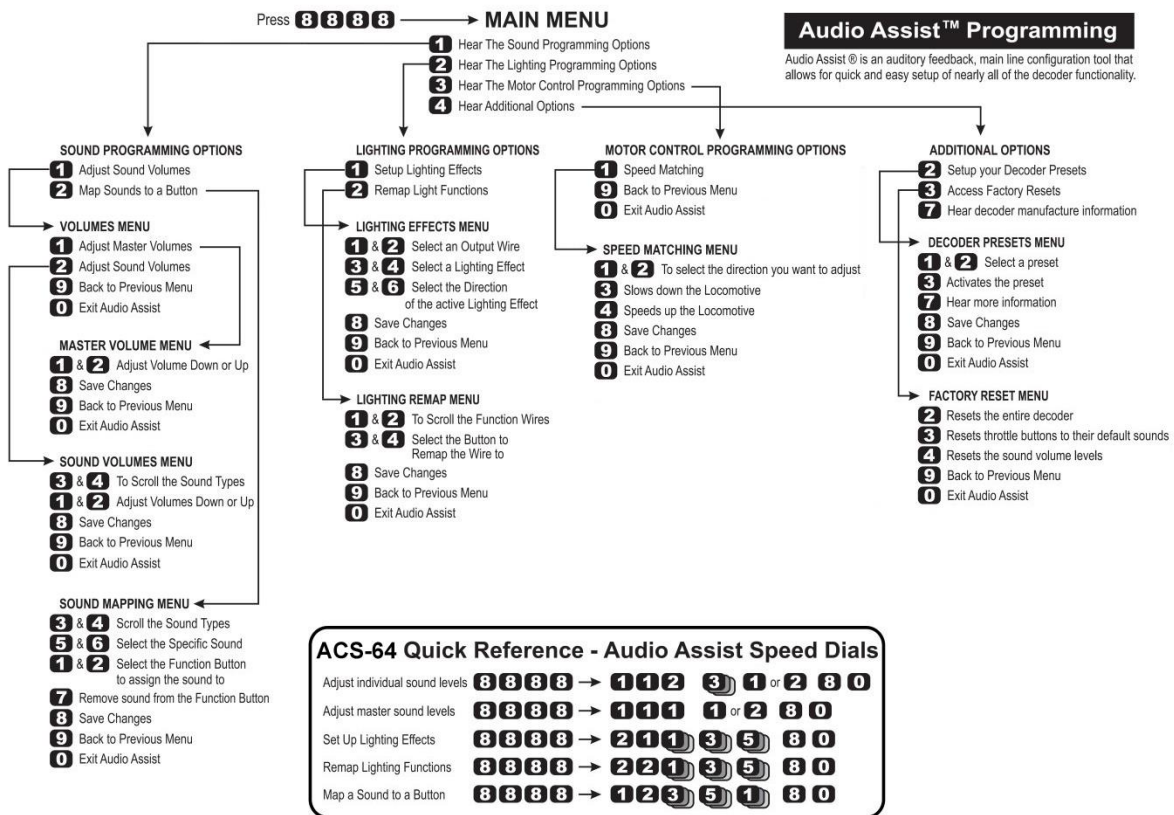 Press 8 8 8 8 MAIN MENU
1 Hear The Sound Programming Options
2 Hear The Lighting Programming Options
3 Hear The Motor Control Programming Options
4 Hear Additional Options
Audio Assist™ Programming
Audio Assist ® is an auditory feedback, main line configuration tool that
allows for quick and easy setup of nearly all of the decoder functionality.
SOUND PROGRAMMING OPTIONS
1 Adjust Sound Volumes
2 Map Sounds to a Button
VOLUMES MENU
1 Adjust Master Volumes
2 Adjust Sound Volumes
9 Back to Previous Menu
0 Exit Audio Assist
MASTER VOLUME MENU
1 & 2 Adjust Volume Down or Up
8 Save Changes
9 Back to Previous Menu
0 Exit Audio Assist
SOUND VOLUMES MENU
3 & 4 To Scroll the Sound Types
1 & 2 Adjust Volumes Down or Up
8 Save Changes
9 Back to Previous Menu
0 Exit Audio Assist
SOUND MAPPING MENU
3 & 4 Scroll the Sound Types
5 & 6 Select the Specific Sound
1 & 2 Select the Function Button
to assign the sound to
7 Remove sound from the Function Button
8 Save Changes
9 Back to Previous Menu
0 Exit Audio Assist
LIGHTING PROGRAMMING OPTIONS
1 Setup Lighting Effects
2 Remap Light Functions
LIGHTING EFFECTS MENU
1 & 2 Select an Output Wire
3 & 4 Select a Lighting Effect
5 & 6 Select the Direction
of the active Lighting Effect
8 Save Changes
9 Back to Previous Menu
0 Exit Audio Assist
LIGHTING REMAP MENU
1 & 2 To Scroll the Function Wires
3 & 4 Select the Button to
Remap the Wire to
8 Save Changes
9 Back to Previous Menu
0 Exit Audio Assist
MOTOR CONTROL PROGRAMMING OPTIONS
1 Speed Matching
9 Back to Previous Menu
0 Exit Audio Assist
SPEED MATCHING MENU
1 & 2 To select the direction you want to adjust
3 Slows down the Locomotive
4 Speeds up the Locomotive
8 Save Changes
9 Back to Previous Menu
0 Exit Audio Assist
ADDITIONAL OPTIONS
2 Setup your Decoder Presets
3 Access Factory Resets
7 Hear decoder manufacture information
DECODER PRESETS MENU
1 & 2 Select a preset
3 Activates the preset
7 Hear more information
8 Save Changes
9 Back to Previous Menu
0 Exit Audio Assist
FACTORY RESET MENU
2 Resets the entire decoder
3 Resets throttle buttons to their default sounds
4 Resets the sound volume levels
9 Back to Previous Menu
0 Exit Audio Assist
ACS-64 Quick Reference - Audio Assist Speed Dials
Adjust individual sound levels 8 8 8 8 → 1 1 2 3 1 or 2 8 0
Adjust master sound levels 8 8 8 8 → 1 1 1 1 or 2 8 0
Set Up Lighting Effects 8 8 8 8 → 2 1 1 3 5 8 0
Remap Lighting Functions 8 8 8 8 → 2 2 1 3 5 8 0
Map a Sound to a Button 8 8 8 8 → 1 2 3 5 1 8 0